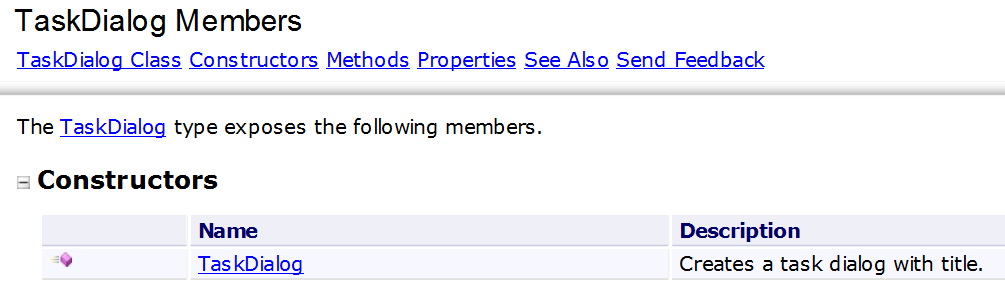 TaskDialog Members
TaskDialog Class Constructors Methods Properties See Also Send Feedback
The TaskDialog type exposes the following members.
Constructors
Name Description
TaskDialog Creates a task dialog with title.